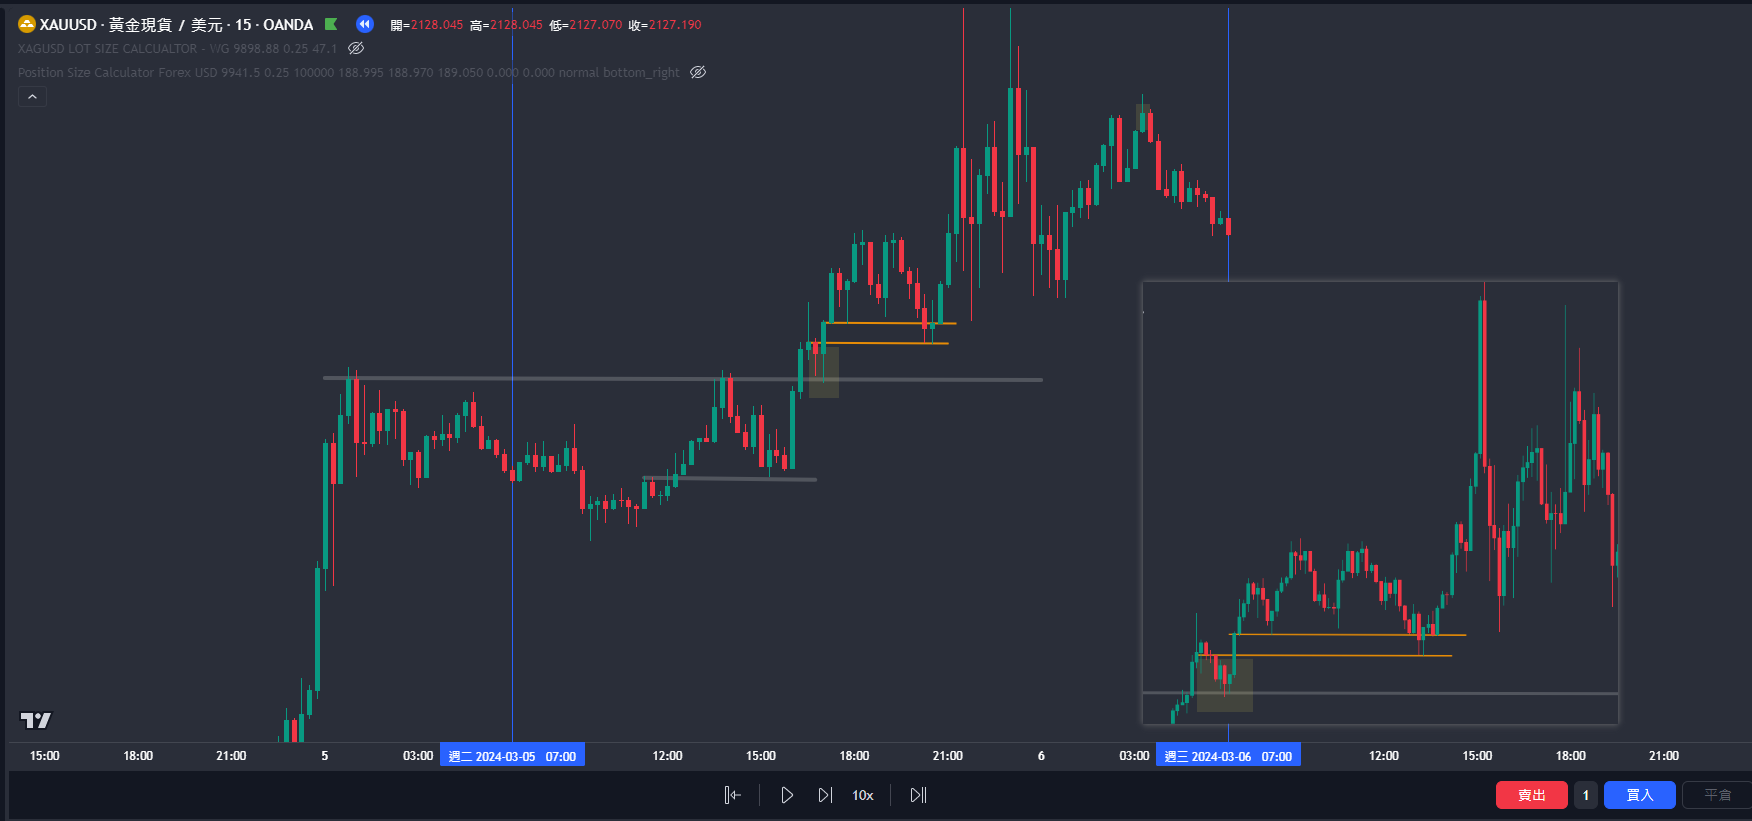 XAUUSD · 黃金現貨 / 美元 · 15 · OANDA 開=2128.045 高=2128.045 低=2127.070 收=2127.190
XAGUSD LOT SIZE CALCUALTOR - WG 9898.88 0.25 47.1
Position Size Calculator Forex USD 9941.5 0.25 100000 188.995 188.970 189.050 0.000 0.000 normal bottom_right
15:00 18:00 21:00 5 03:00 週二 2024-03-05 07:00 12:00 15:00 18:00 21:00 6 03:00 週三 2024-03-06 07:00 12:00 15:00 18:00 21:00
10x 賣出 1 買入 平倉